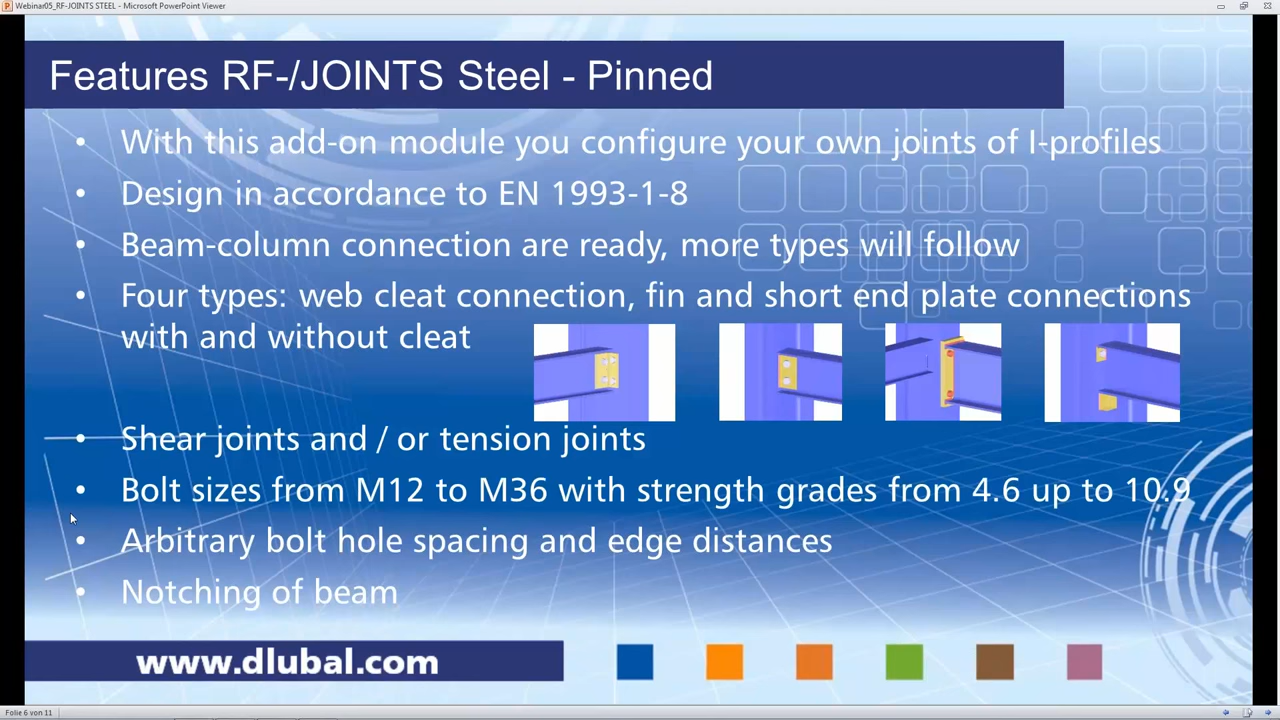 Webinar05_RF-JOINTS STEEL - Microsoft PowerPoint Viewer
Features RF-/JOINTS Steel - Pinned
• With this add-on module you configure your own joints of I-profiles
• Design in accordance to EN 1993-1-8
• Beam-column connection are ready, more types will follow
• Four types: web cleat connection, fin and short end plate connections
with and without cleat
• Shear joints and / or tension joints
• Bolt sizes from M12 to M36 with strength grades from 4.6 up to 10.9
• Arbitrary bolt hole spacing and edge distances
• Notching of beam
www.dlubal.com
Folie 6 von 11